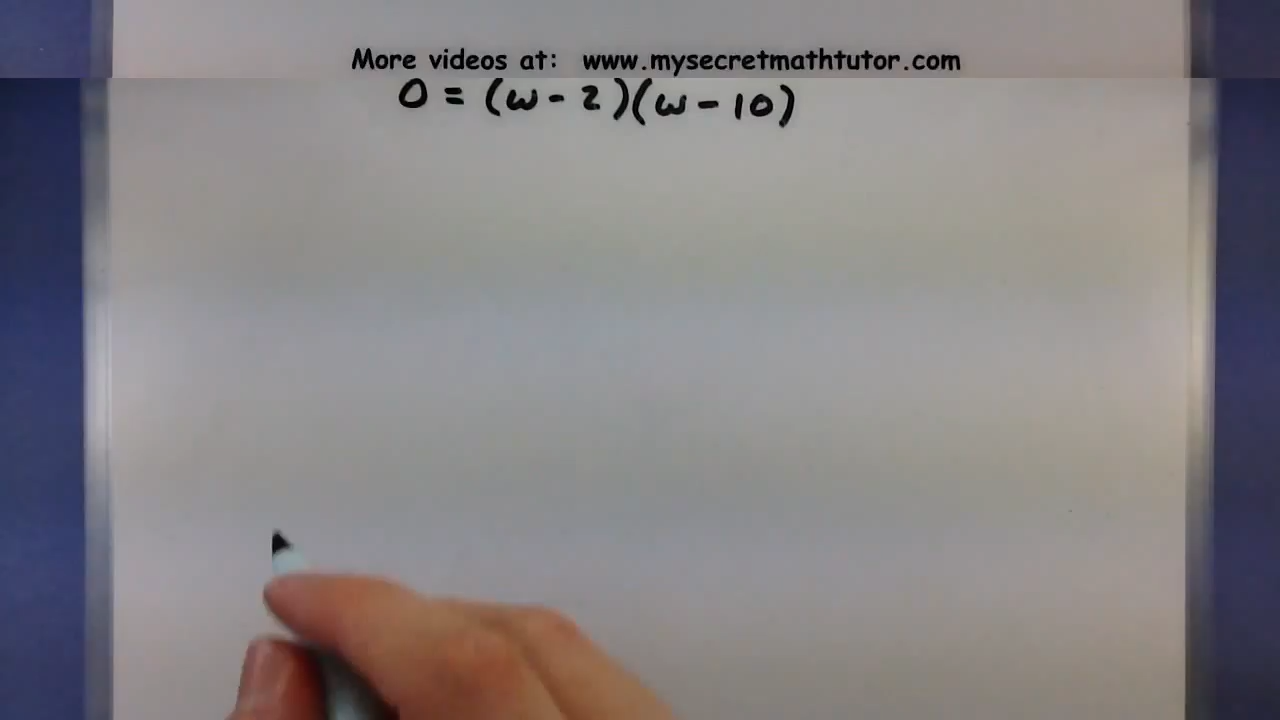 More videos at: www.mysecretmathtutor.com
0 = (w - 2)(w - 10)